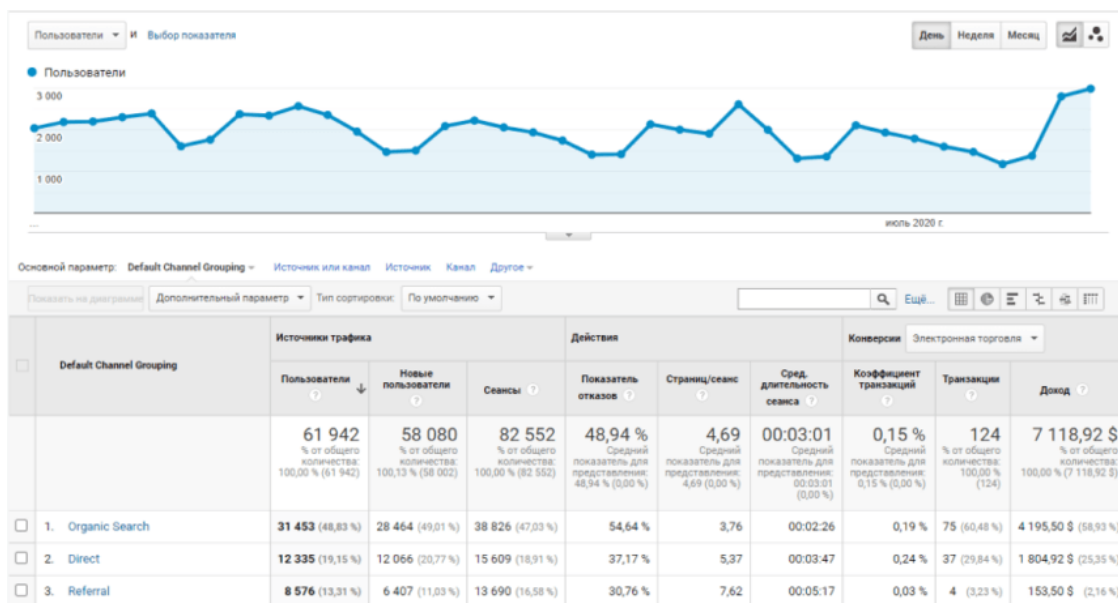 Пользователи и Выбор показателя День Неделя Месяц
Пользователи
3 000
2 000
1 000
... июль 2020 г.
Основной параметр: Default Channel Grouping Источник или канал Источник Канал Другое
Показать на диаграмме Дополнительный параметр Тип сортировки: По умолчанию Ещё...
Default Channel Grouping Источники трафика Действия Конверсии Электронная торговля
Пользователи ? Новые пользователи ? Сеансы ? Показатель отказов ? Страниц/сеанс ? Сред. длительность сеанса ? Коэффициент транзакций ? Транзакции ? Доход ?
61 942 58 080 82 552 48,94 % 4,69 00:03:01 0,15 % 124 7 118,92 $
% от общего количества: 100,00 % (61 942) % от общего количества: 100,13 % (58 002) % от общего количества: 100,00 % (82 552) Средний показатель для представления: 48,94 % (0,00 %) Средний показатель для представления: 4,69 (0,00 %) Средний показатель для представления: 00:03:01 (0,00 %) Средний показатель для представления: 0,15 % (0,00 %) % от общего количества: 100,00 % (124) % от общего количества: 100,00 % (7 118,92 $)
1. Organic Search 31 453 (48,83 %) 28 464 (49,01 %) 38 826 (47,03 %) 54,64 % 3,76 00:02:26 0,19 % 75 (60,48 %) 4 195,50 $ (58,93 %)
2. Direct 12 335 (19,15 %) 12 066 (20,77 %) 15 609 (18,91 %) 37,17 % 5,37 00:03:47 0,24 % 37 (29,84 %) 1 804,92 $ (25,35 %)
3. Referral 8 576 (13,31 %) 6 407 (11,03 %) 13 690 (16,58 %) 30,76 % 7,62 00:05:17 0,03 % 4 (3,23 %) 153,50 $ (2,16 %)